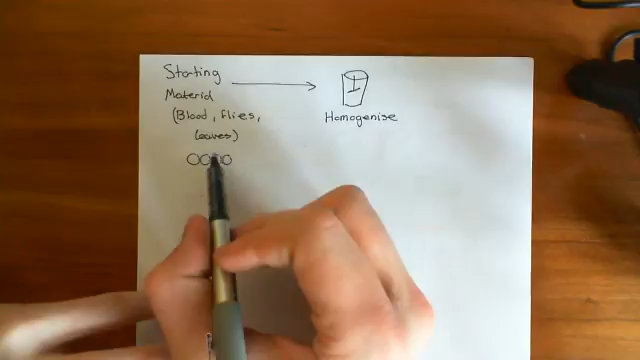 Starting
Material
(Blood, flies,
leaves)
Homogenise